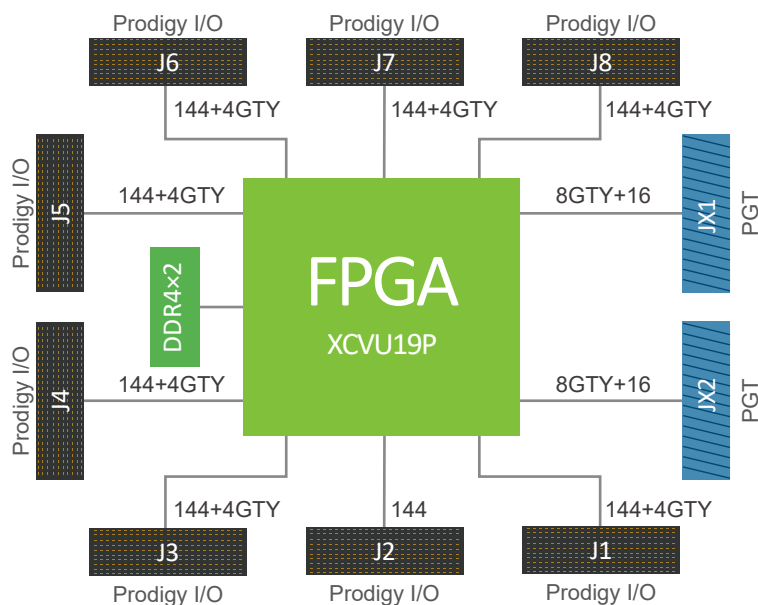 Prodigy I/O
Prodigy I/O
Prodigy I/O
J6
J7
J8
144+4GTY
144+4GTY
144+4GTY
Prodigy I/O
J5
144+4GTY
8GTY+16
JX1
PGT
DDR4×2
FPGA
XCVU19P
Prodigy I/O
J4
144+4GTY
8GTY+16
JX2
PGT
144+4GTY
144
144+4GTY
J3
J2
J1
Prodigy I/O
Prodigy I/O
Prodigy I/O